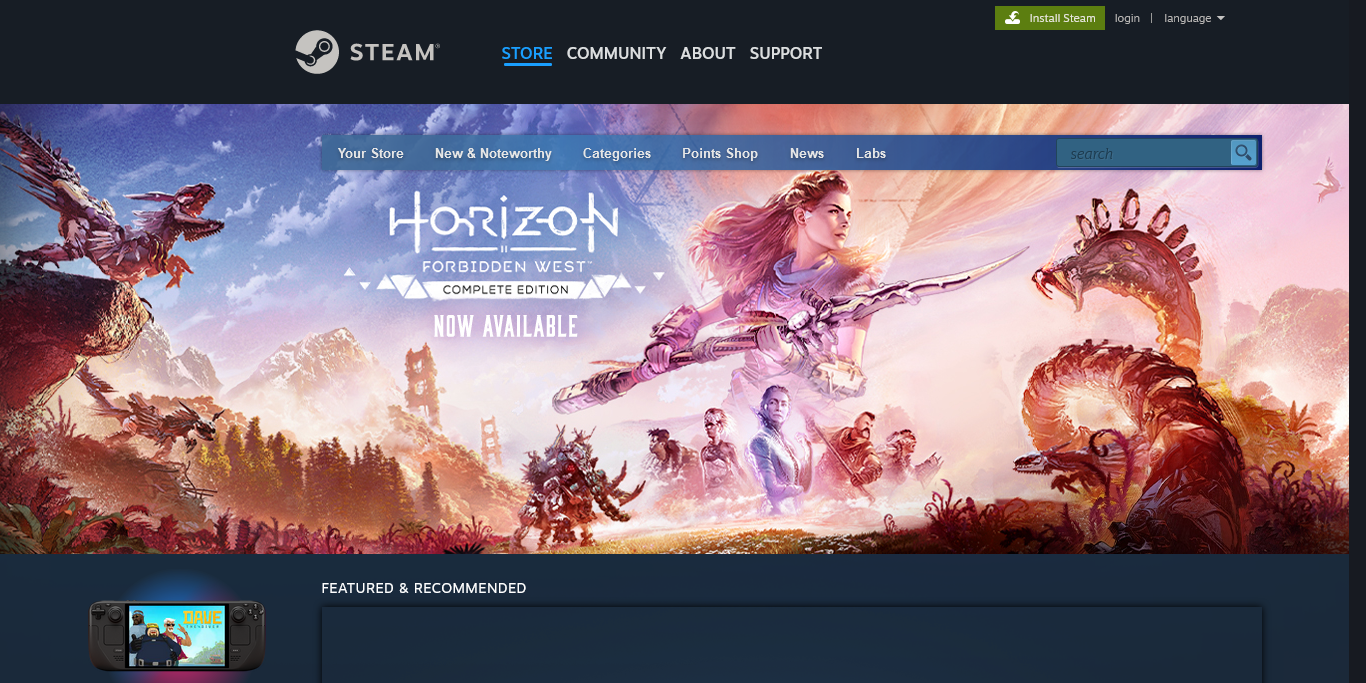 Install Steam login | language
STEAM®
STORE COMMUNITY ABOUT SUPPORT
Your Store New & Noteworthy Categories Points Shop News Labs search
HORIZON
FORBIDDEN WEST™
COMPLETE EDITION
NOW AVAILABLE
FEATURED & RECOMMENDED
DAVE